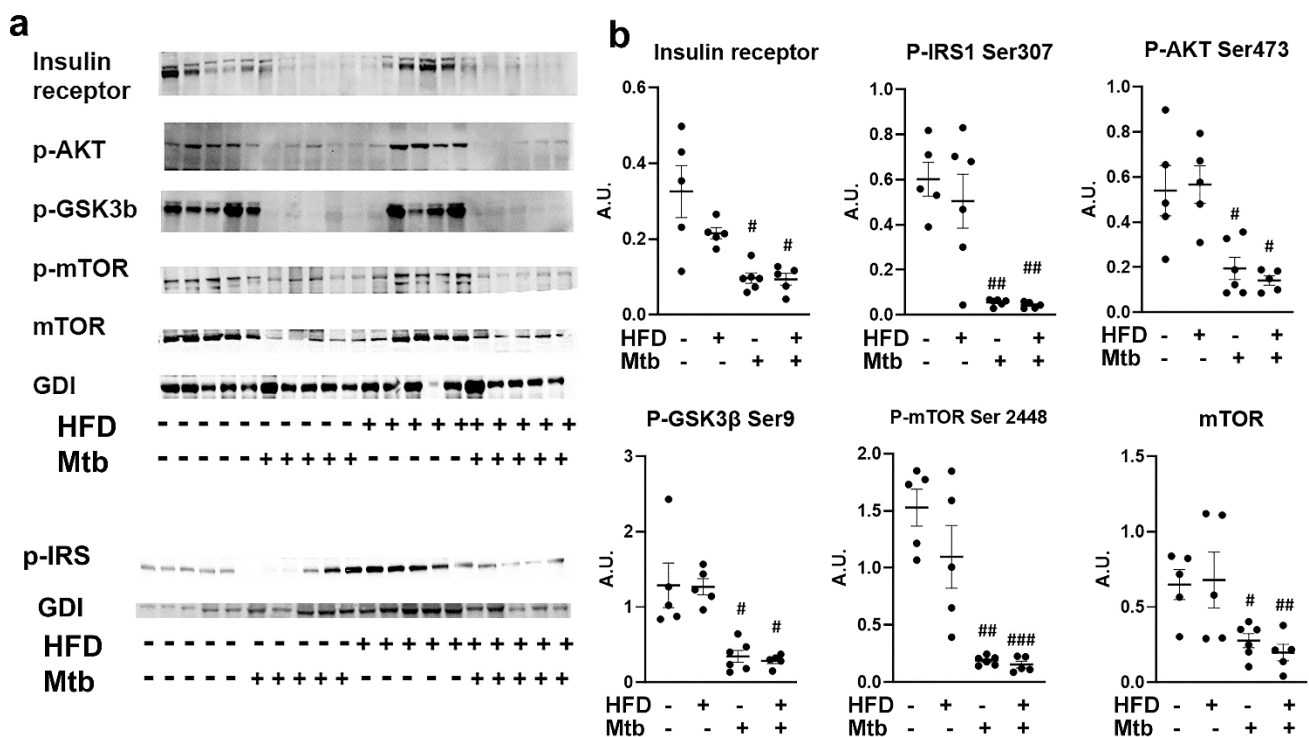 a
Insulin
receptor
p-AKT
p-GSK3b
p-mTOR
mTOR
GDI
HFD - - - - - - - - - - + + + + + + + + + +
Mtb - - - - - + + + + + - - - - - + + + + +
p-IRS
GDI
HFD - - - - - - - - - - + + + + + + + + + +
Mtb - - - - - + + + + + - - - - - + + + + +
b
Insulin receptor
A.U.
0.6
0.4
0.2
0.0
#
#
HFD - + - +
Mtb - - + +
P-IRS1 Ser307
A.U.
1.0
0.8
0.6
0.4
0.2
0.0
##
##
HFD - + - +
Mtb - - + +
P-AKT Ser473
A.U.
1.0
0.8
0.6
0.4
0.2
0.0
#
#
HFD - + - +
Mtb - - + +
P-GSK3β Ser9
A.U.
3
2
1
0
#
#
HFD - + - +
Mtb - - + +
P-mTOR Ser 2448
A.U.
2.0
1.5
1.0
0.5
0.0
##
###
HFD - + - +
Mtb - - + +
mTOR
A.U.
1.5
1.0
0.5
0.0
#
##
HFD - + - +
Mtb - - + +